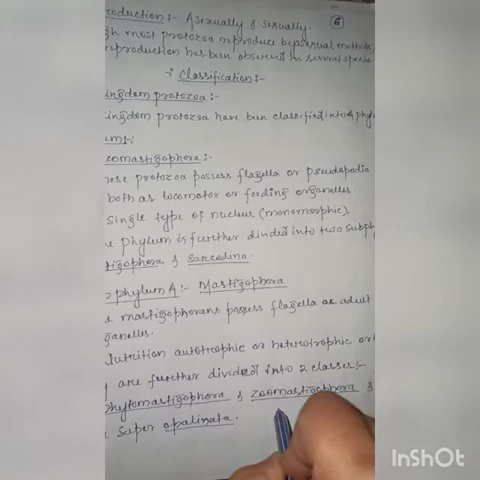 roduction:- Asexually & sexually. 6
gh most protozoa reproduce by asexual methods
reproduction has been observed in several specie
Classification:-
ingdom protozoa:-
ingdom protozoa have been classified into 4 phyl
um 1:
comastigophora:-
hese protozoa possess flagella or pseudopodia
both as locomotor or feeding organelles.
single type of nucleus (monomorphic).
e phylum is further divided into two subph
tigophora & Sarcodina
phylum A:- Mastigophora
e mastigophorans possess flagella as adult
ganelles.
Nutrition autotrophic or heterotrophic or
y are further divided into 2 classes:-
phytomastigophora & zoomastigophora &
a super opalinata.
InShOt